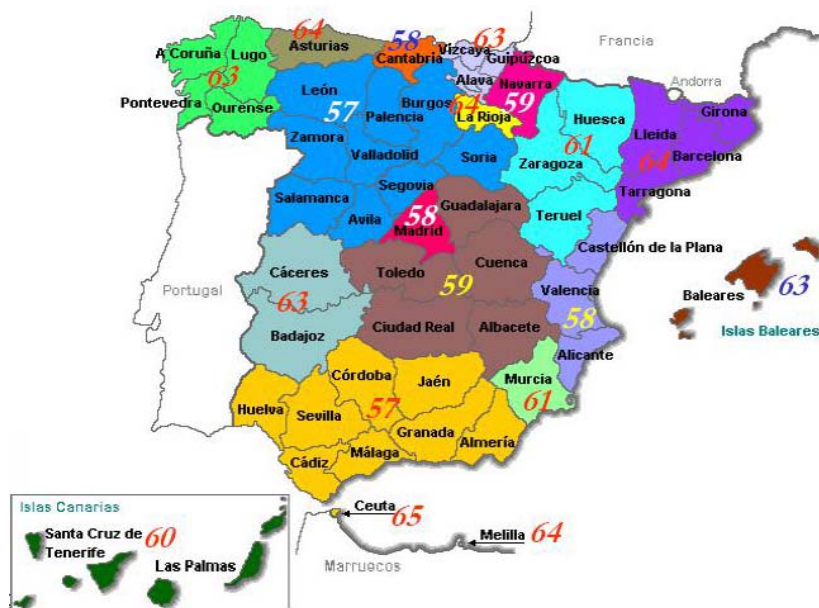 64
58
63
Asturias
Vizcaya
Francia
A Coruña
Lugo
Cantabria
Guipúzcoa
63
Alava
Navarra
Andorra
León
Huesca
Girona
Pontevedra
Ourense
Burgos
64
59
57
Palencia
La Rioja
Lleida
Barcelona
Zamora
61
64
Valladolid
Soria
Zaragoza
Segovia
Tarragona
Salamanca
Avila
58
Guadalajara
Teruel
Madrid
Castellón de la Plana
Cáceres
Toledo
Cuenca
Portugal
63
59
Valencia
Baleares
63
Badajoz
Ciudad Real
Albacete
58
Islas Baleares
Alicante
Córdoba
Jaén
Murcia
Huelva
Sevilla
57
61
Granada
Almería
Cádiz
Málaga
Islas Canarias
Ceuta
65
Santa Cruz de
Tenerife
60
Melilla
64
Las Palmas
Marruecos